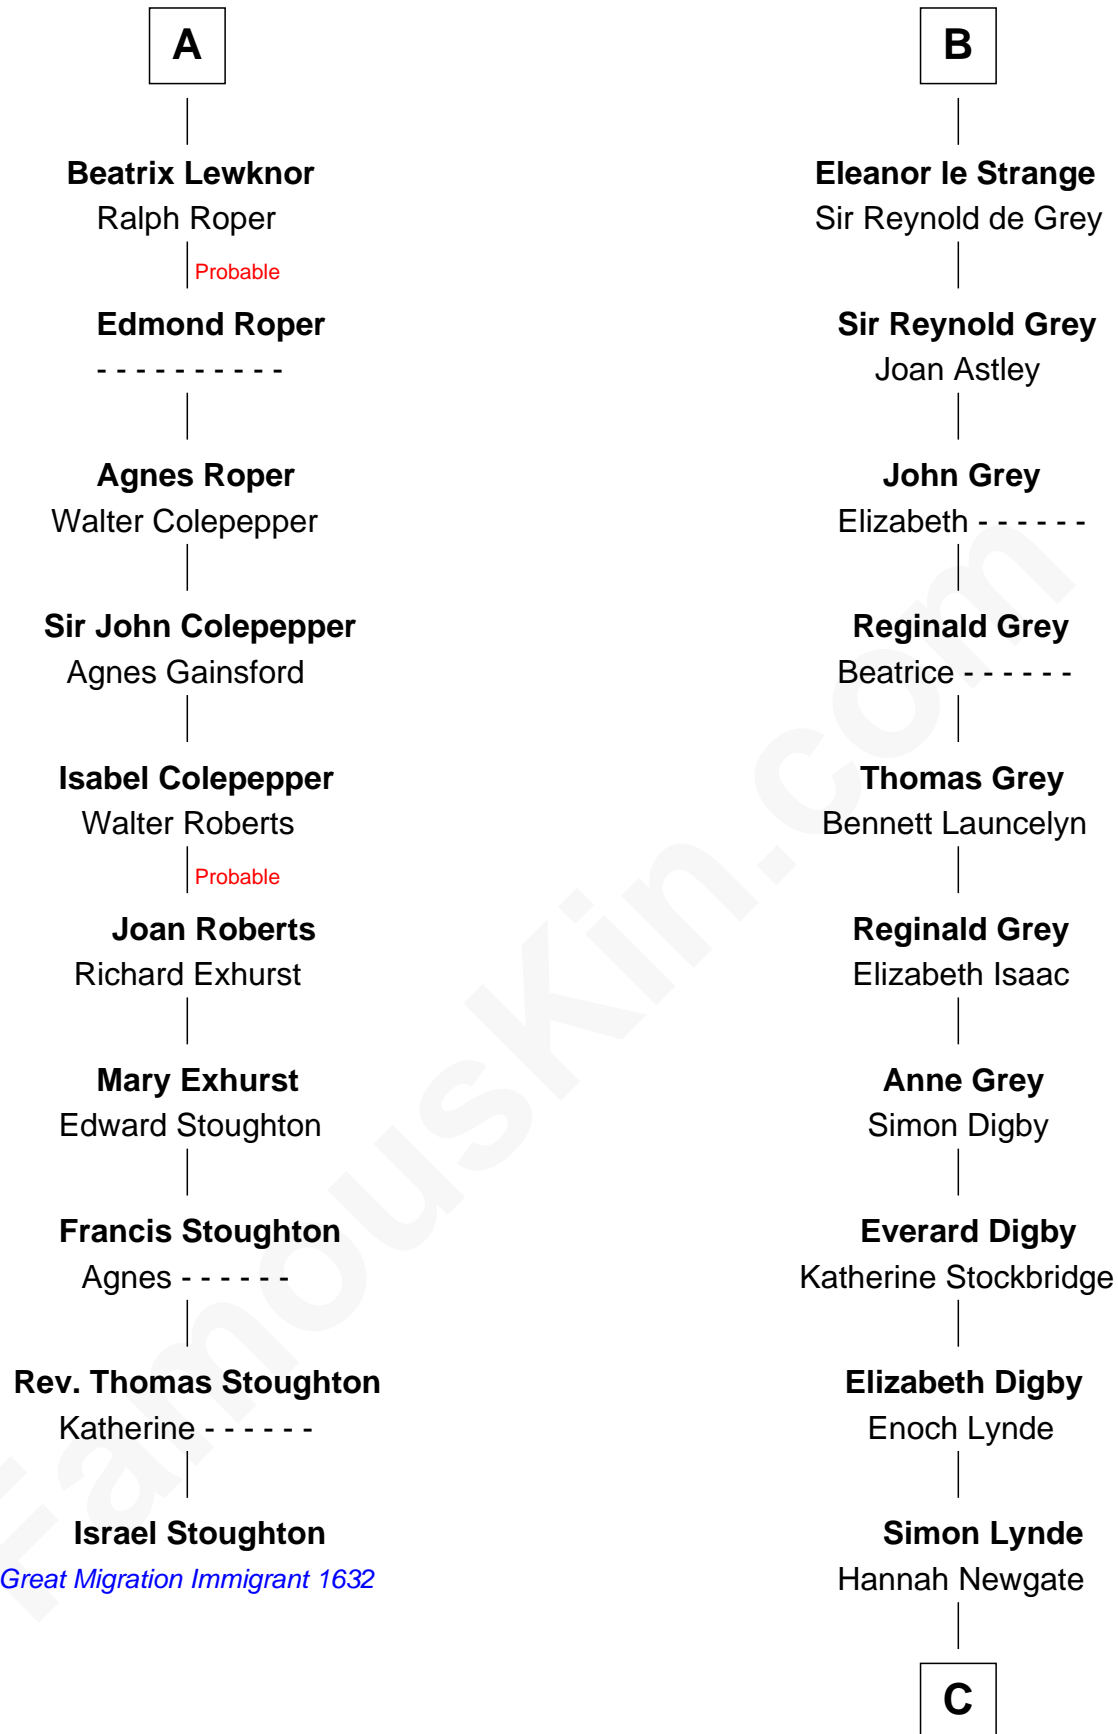 A
Beatrix Lewknor
Ralph Roper
Probable
Edmond Roper
- - - - - - - - - -
Agnes Roper
Walter Colepepper
Sir John Colepepper
Agnes Gainsford
Isabel Colepepper
Walter Roberts
Probable
Joan Roberts
Richard Exhurst
Mary Exhurst
Edward Stoughton
Francis Stoughton
Agnes - - - - - -
Rev. Thomas Stoughton
Katherine - - - - - -
Israel Stoughton
Great Migration Immigrant 1632
B
Eleanor le Strange
Sir Reynold de Grey
Sir Reynold Grey
Joan Astley
John Grey
Elizabeth - - - - - -
Reginald Grey
Beatrice - - - - - -
Thomas Grey
Bennett Launcelyn
Reginald Grey
Elizabeth Isaac
Anne Grey
Simon Digby
Everard Digby
Katherine Stockbridge
Elizabeth Digby
Enoch Lynde
Simon Lynde
Hannah Newgate
C
FamousKin.com